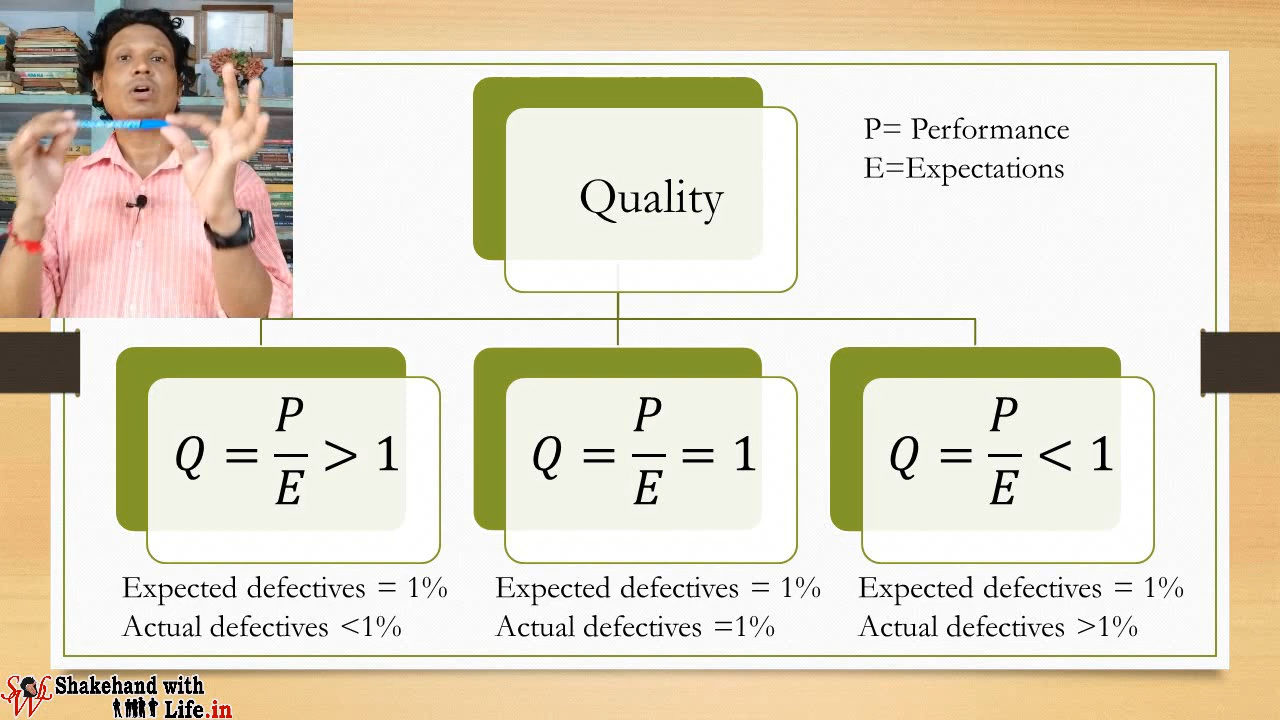 Quality
P= Performance
E=Expectations
Q = P/E > 1
Q = P/E = 1
Q = P/E < 1
Expected defectives = 1%
Actual defectives <1%
Expected defectives = 1%
Actual defectives =1%
Expected defectives = 1%
Actual defectives >1%
Shakehand with
Life.in